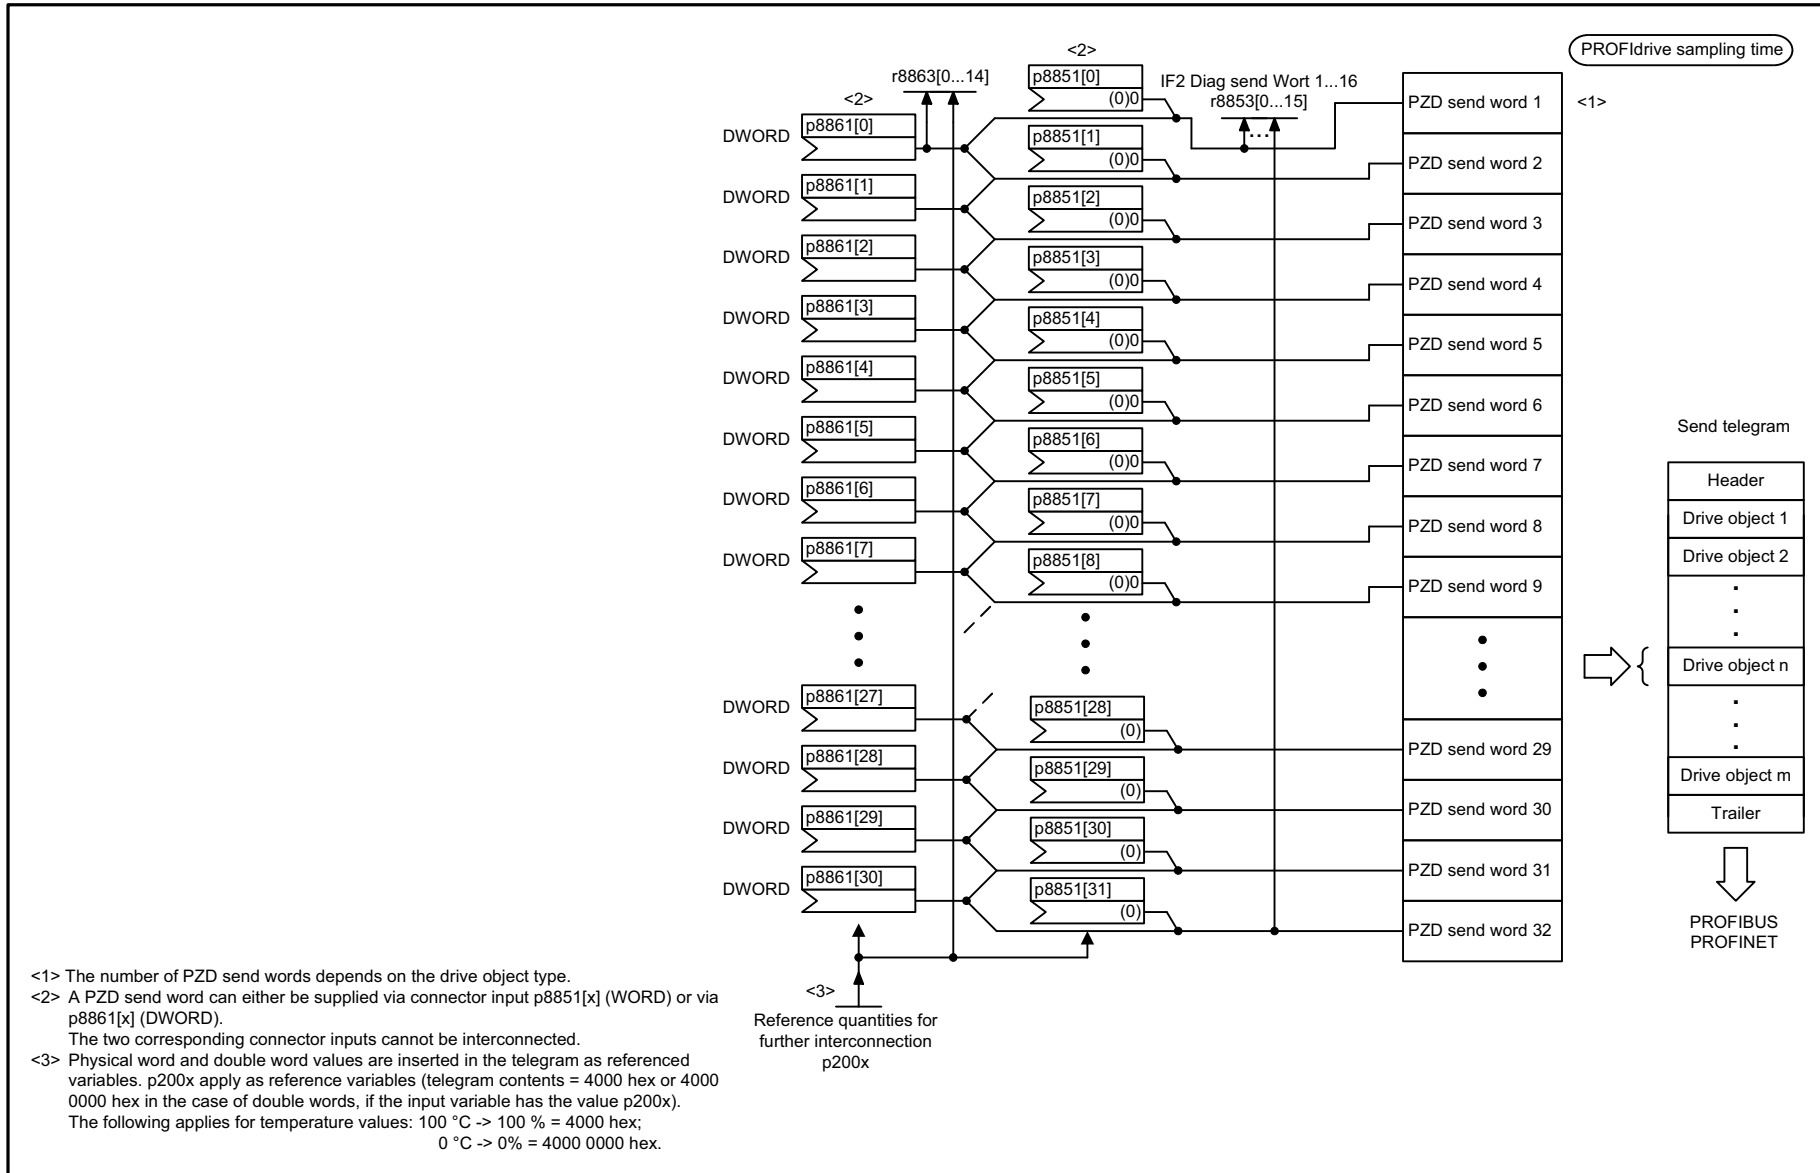 <2>
PROFIdrive sampling time
r8863[0...14]
p8851[0]
(0)0
IF2 Diag send Wort 1...16
r8853[0...15]
PZD send word 1
<1>
<2>
DWORD
p8861[0]
p8851[1]
(0)0
PZD send word 2
DWORD
p8861[1]
p8851[2]
(0)0
PZD send word 3
DWORD
p8861[2]
p8851[3]
(0)0
PZD send word 4
DWORD
p8861[3]
p8851[4]
(0)0
PZD send word 5
DWORD
p8861[4]
p8851[5]
(0)0
PZD send word 6
DWORD
p8861[5]
p8851[6]
(0)0
PZD send word 7
DWORD
p8861[6]
p8851[7]
(0)0
PZD send word 8
DWORD
p8861[7]
p8851[8]
(0)0
PZD send word 9
DWORD
p8861[27]
p8851[28]
(0)
PZD send word 29
DWORD
p8861[28]
p8851[29]
(0)
PZD send word 30
DWORD
p8861[29]
p8851[30]
(0)
PZD send word 31
DWORD
p8861[30]
p8851[31]
(0)
PZD send word 32
Send telegram
Header
Drive object 1
Drive object 2
Drive object n
Drive object m
Trailer
PROFIBUS
PROFINET
<3>
Reference quantities for
further interconnection
p200x
<1> The number of PZD send words depends on the drive object type.
<2> A PZD send word can either be supplied via connector input p8851[x] (WORD) or via
p8861[x] (DWORD).
The two corresponding connector inputs cannot be interconnected.
<3> Physical word and double word values are inserted in the telegram as referenced
variables. p200x apply as reference variables (telegram contents = 4000 hex or 4000
0000 hex in the case of double words, if the input variable has the value p200x).
The following applies for temperature values: 100 °C -> 100 % = 4000 hex;
0 °C -> 0% = 4000 0000 hex.